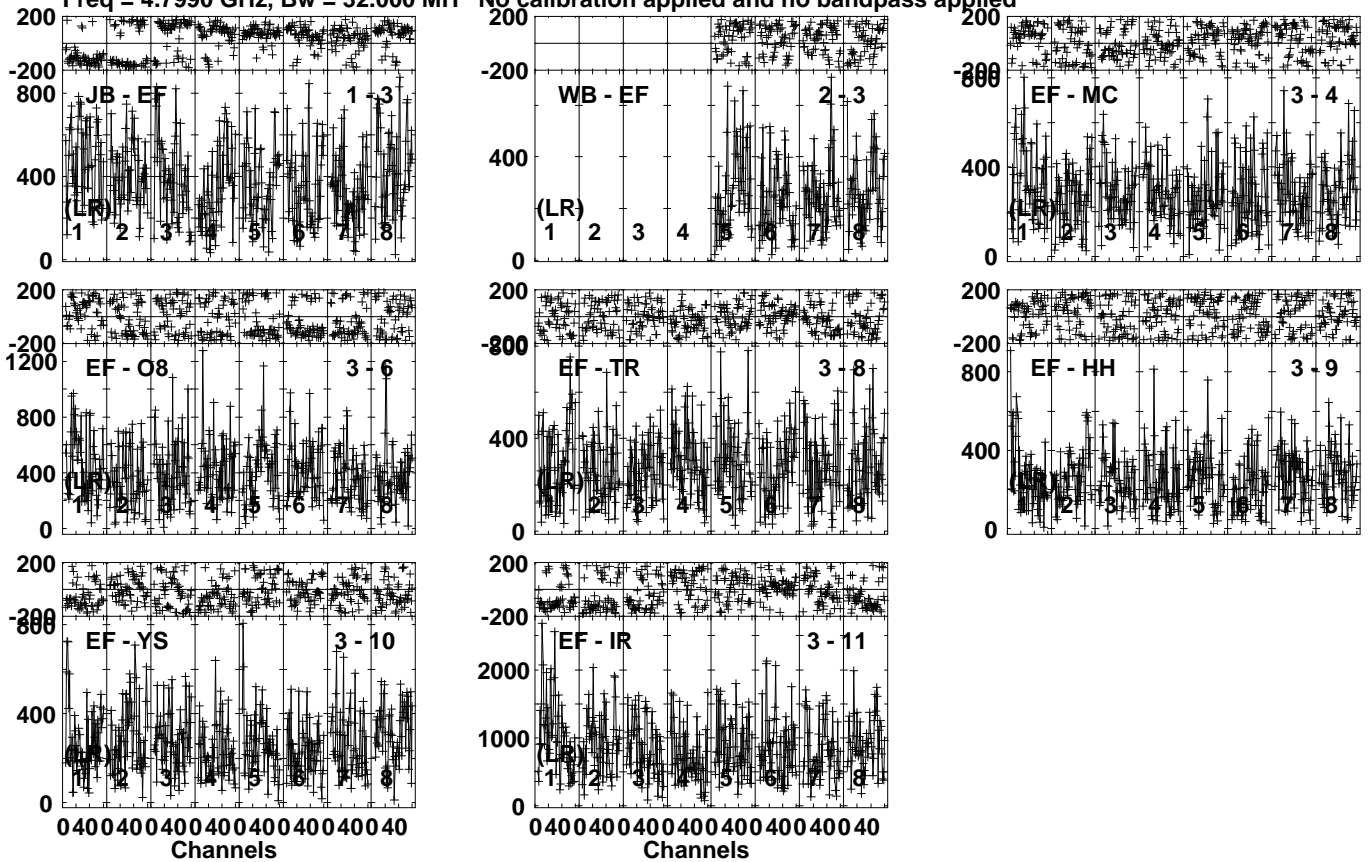 Freq = 4.7990 GHz, Bw = 32.000 MH No calibration applied and no bandpass applied
200
-200
JB - EF 1 - 3
800
400
0
(LR)
1 2 3 4 5 6 7 8
200
-200
WB - EF 2 - 3
400
0
(LR)
1 2 3 4 5 6 7 8
200
-200
800
EF - MC 3 - 4
400
0
(LR)
1 2 3 4 5 6 7 8
200
-200
1200
EF - O8 3 - 6
800
400
0
(LR)
1 2 3 4 5 6 7 8
200
-200
800
EF - TR 3 - 8
400
0
(LR)
1 2 3 4 5 6 7 8
200
-200
EF - HH 3 - 9
800
400
0
(LR)
1 2 3 4 5 6 7 8
200
-200
800
EF - YS 3 - 10
400
0
(LR)
1 2 3 4 5 6 7 8
0 40 0 40 0 40 0 40 0 40 0 40 0 40 0 40
Channels
200
-200
EF - IR 3 - 11
2000
1000
0
(LR)
1 2 3 4 5 6 7 8
0 40 0 40 0 40 0 40 0 40 0 40 0 40 0 40
Channels